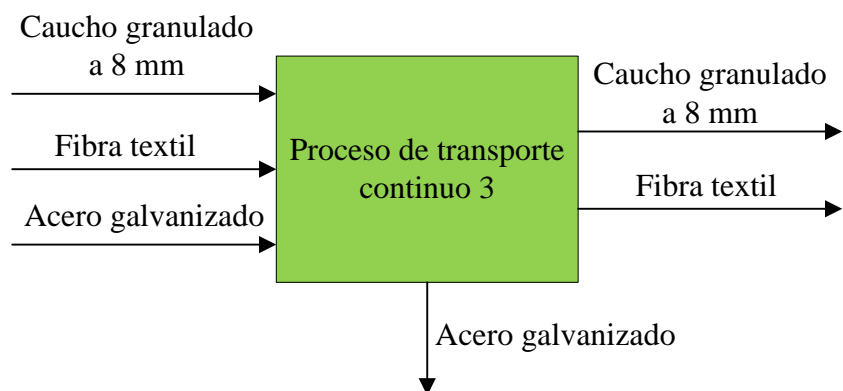 Caucho granulado
a 8 mm
Fibra textil
Acero galvanizado
Proceso de transporte
continuo 3
Caucho granulado
a 8 mm
Fibra textil
Acero galvanizado